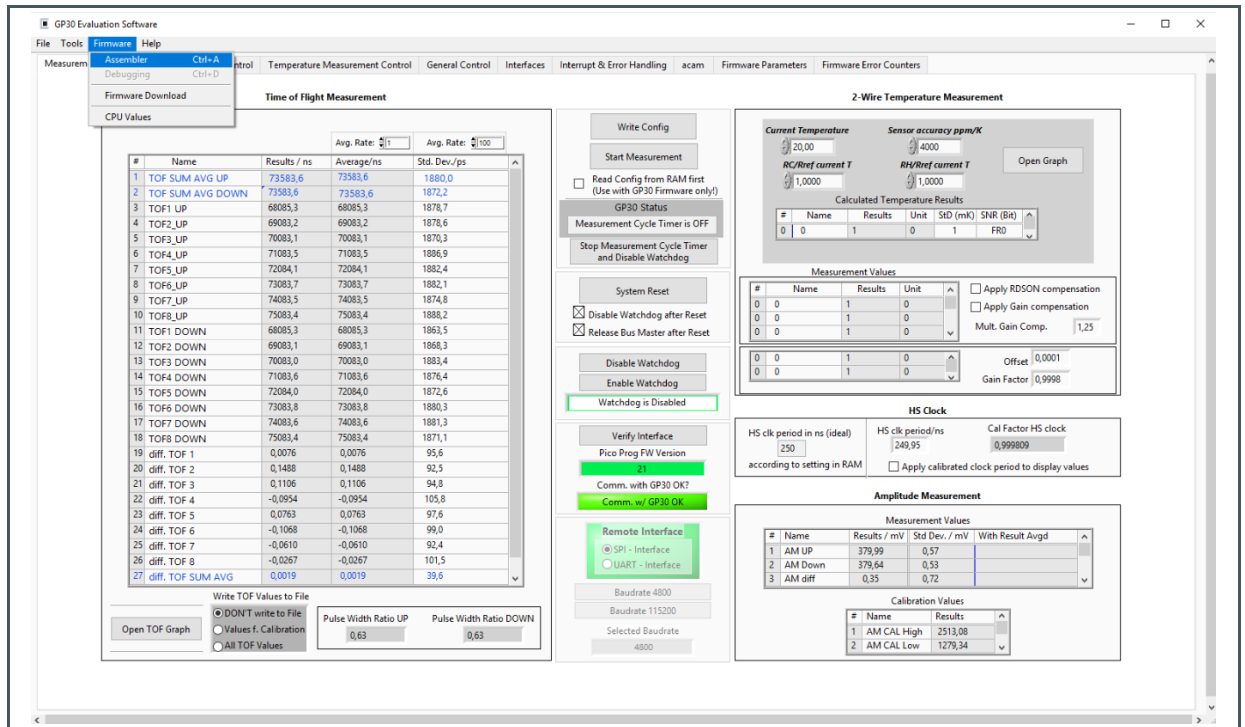 GP30 Evaluation Software
File Tools Firmware Help
Assembler Ctrl+A
Debugging Ctrl+D
Firmware Download
CPU Values
Measurem ntrol Temperature Measurement Control General Control Interfaces Interrupt & Error Handling acam Firmware Parameters Firmware Error Counters
Time of Flight Measurement
Avg. Rate: 1 Avg. Rate: 100
# Name Results / ns Average/ns Std. Dev./ps
1 TOF SUM AVG UP 73583,6 73583,6 1880,0
2 TOF SUM AVG DOWN 73583,6 73583,6 1872,2
3 TOF1 UP 68085,3 68085,3 1878,7
4 TOF2_UP 69083,2 69083,2 1878,6
5 TOF3_UP 70083,1 70083,1 1870,3
6 TOF4_UP 71083,5 71083,5 1886,9
7 TOF5_UP 72084,1 72084,1 1882,4
8 TOF6_UP 73083,7 73083,7 1882,1
9 TOF7_UP 74083,5 74083,5 1874,8
10 TOF8_UP 75083,4 75083,4 1888,2
11 TOF1 DOWN 68085,3 68085,3 1863,5
12 TOF2 DOWN 69083,1 69083,1 1868,3
13 TOF3 DOWN 70083,0 70083,0 1883,4
14 TOF4 DOWN 71083,6 71083,6 1876,4
15 TOF5 DOWN 72084,0 72084,0 1872,6
16 TOF6 DOWN 73083,8 73083,8 1880,3
17 TOF7 DOWN 74083,6 74083,6 1881,3
18 TOF8 DOWN 75083,4 75083,4 1871,1
19 diff. TOF 1 0,0076 0,0076 95,6
20 diff. TOF 2 0,1488 0,1488 92,5
21 diff. TOF 3 0,1106 0,1106 94,8
22 diff. TOF 4 -0,0954 -0,0954 105,8
23 diff. TOF 5 0,0763 0,0763 97,6
24 diff. TOF 6 -0,1068 -0,1068 99,0
25 diff. TOF 7 -0,0610 -0,0610 92,4
26 diff. TOF 8 -0,0267 -0,0267 101,5
27 diff. TOF SUM AVG 0,0019 0,0019 39,6
Write TOF Values to File
Open TOF Graph
DON'T write to File
Values f. Calibration
All TOF Values
Pulse Width Ratio UP Pulse Width Ratio DOWN
0,63 0,63
Write Config
Start Measurement
Read Config from RAM first
(Use with GP30 Firmware only!)
GP30 Status
Measurement Cycle Timer is OFF
Stop Measurement Cycle Timer
and Disable Watchdog
System Reset
Disable Watchdog after Reset
Release Bus Master after Reset
Disable Watchdog
Enable Watchdog
Watchdog is Disabled
Verify Interface
Pico Prog FW Version
21
Comm. with GP30 OK?
Comm. w/ GP30 OK
Remote Interface
SPI - Interface
UART - Interface
Baudrate 4800
Baudrate 115200
Selected Baudrate
4800
2-Wire Temperature Measurement
Current Temperature Sensor accuracy ppm/K
20,00 4000
RC/Rref current T RH/Rref current T
1,0000 1,0000
Open Graph
Calculated Temperature Results
# Name Results Unit StD (mK) SNR (Bit)
0 0 1 0 1 FR0
Measurement Values
# Name Results Unit
0 0 1 0
0 0 1 0
0 0 1 0
Apply RDSON compensation
Apply Gain compensation
Mult. Gain Comp. 1,25
0 0 1 0
0 0 1 0
Offset 0,0001
Gain Factor 0,9998
HS Clock
HS clk period in ns (ideal)
250
according to setting in RAM
HS clk period/ns Cal Factor HS clock
249,95 0,999809
Apply calibrated clock period to display values
Amplitude Measurement
Measurement Values
# Name Results / mV Std Dev. / mV With Result Avgd
1 AM UP 379,99 0,57
2 AM Down 379,64 0,53
3 AM diff 0,35 0,72
Calibration Values
# Name Results
1 AM CAL High 2513,08
2 AM CAL Low 1279,34